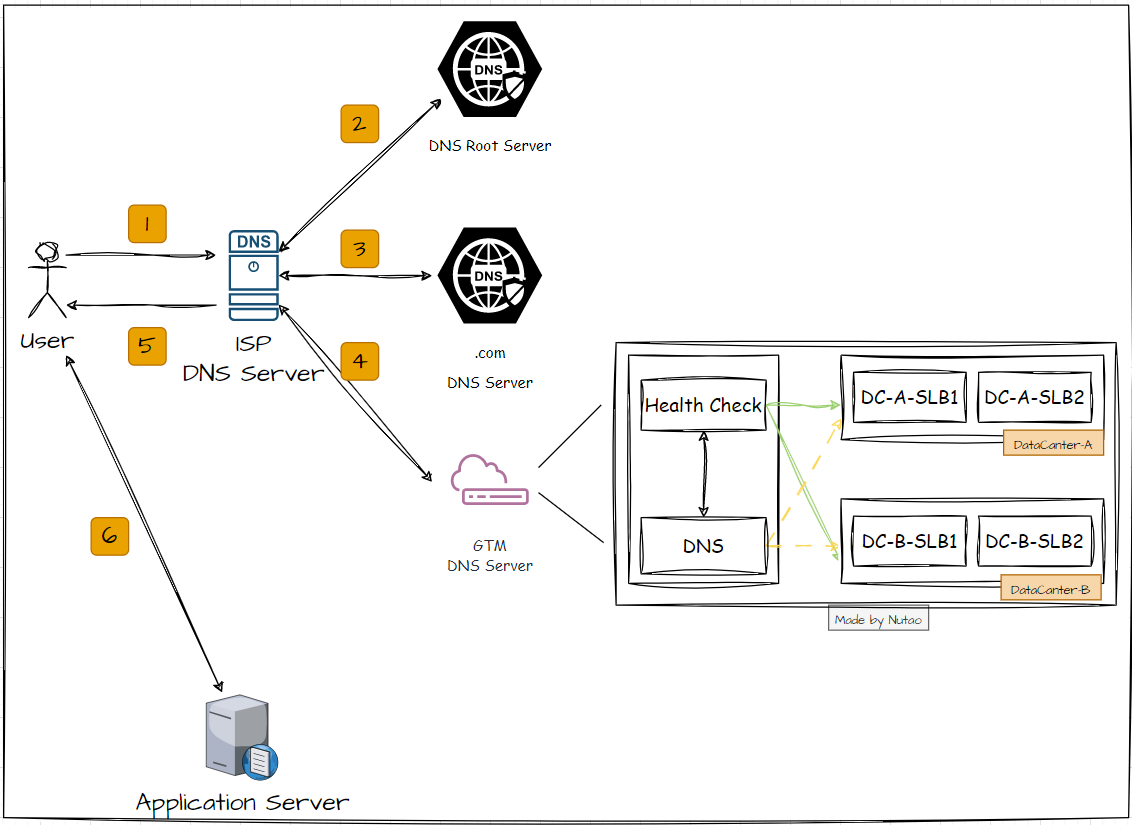 DNS
2
DNS Root Server
1
DNS
3
DNS
User
5
ISP
DNS Server
4
.com
DNS Server
Health Check
DC-A-SLB1
DC-A-SLB2
DataCanter-A
6
GTM
DNS Server
DNS
DC-B-SLB1
DC-B-SLB2
DataCanter-B
Made by Nutao
Application Server